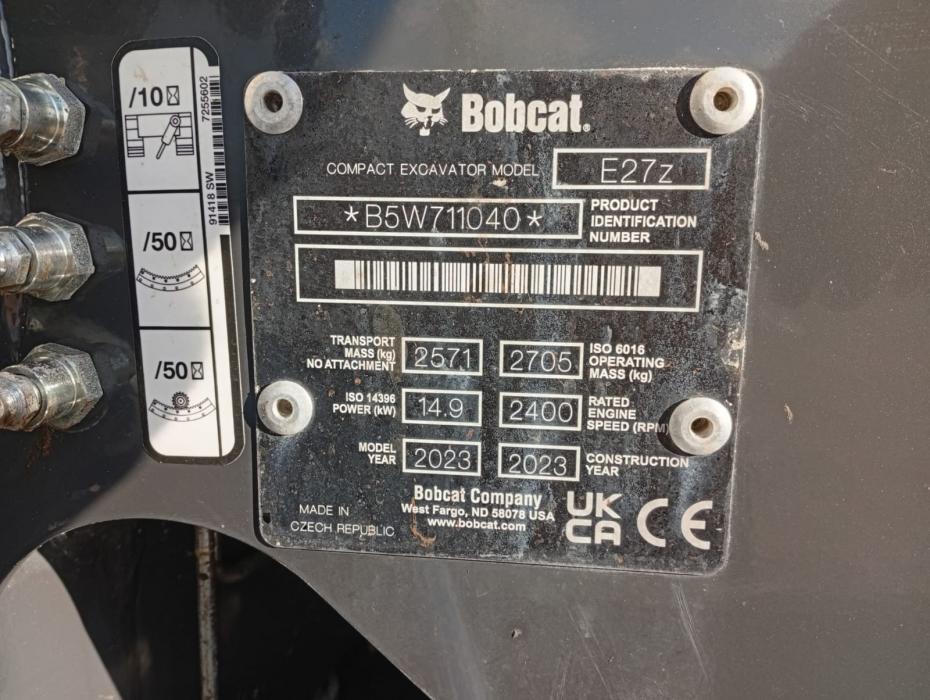 /10
7255602
91418 SW
/50
/50
Bobcat.
COMPACT EXCAVATOR MODEL E27z
*B5W711040* PRODUCT IDENTIFICATION NUMBER
TRANSPORT MASS (kg) NO ATTACHMENT 2571 2705 ISO 6016 OPERATING MASS (kg)
ISO 14396 POWER (kW) 14.9 2400 RATED ENGINE SPEED (RPM)
MODEL YEAR 2023 2023 CONSTRUCTION YEAR
Bobcat Company
West Fargo, ND 58078 USA
www.bobcat.com
MADE IN
CZECH REPUBLIC
UK
CA
CE